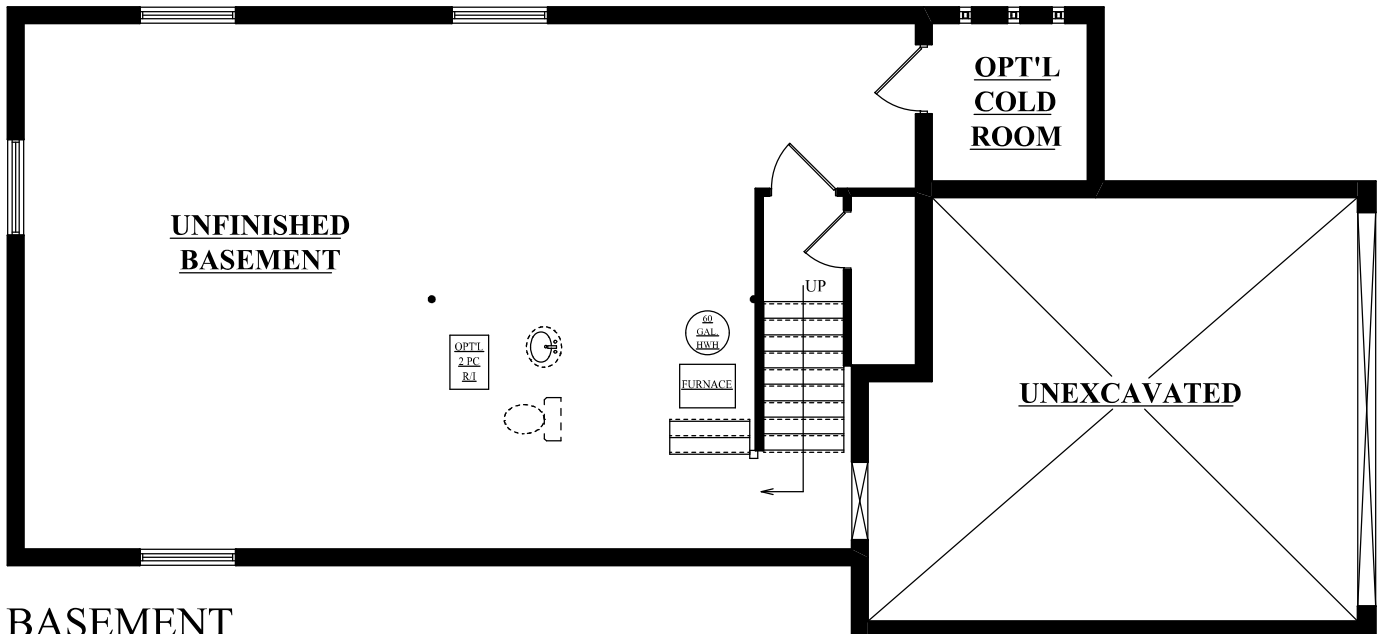 OPT'L
COLD
ROOM
UNFINISHED
BASEMENT
UP
60
GAL.
HWH
OPT'L
2 PC
R/I
FURNACE
UNEXCAVATED
BASEMENT